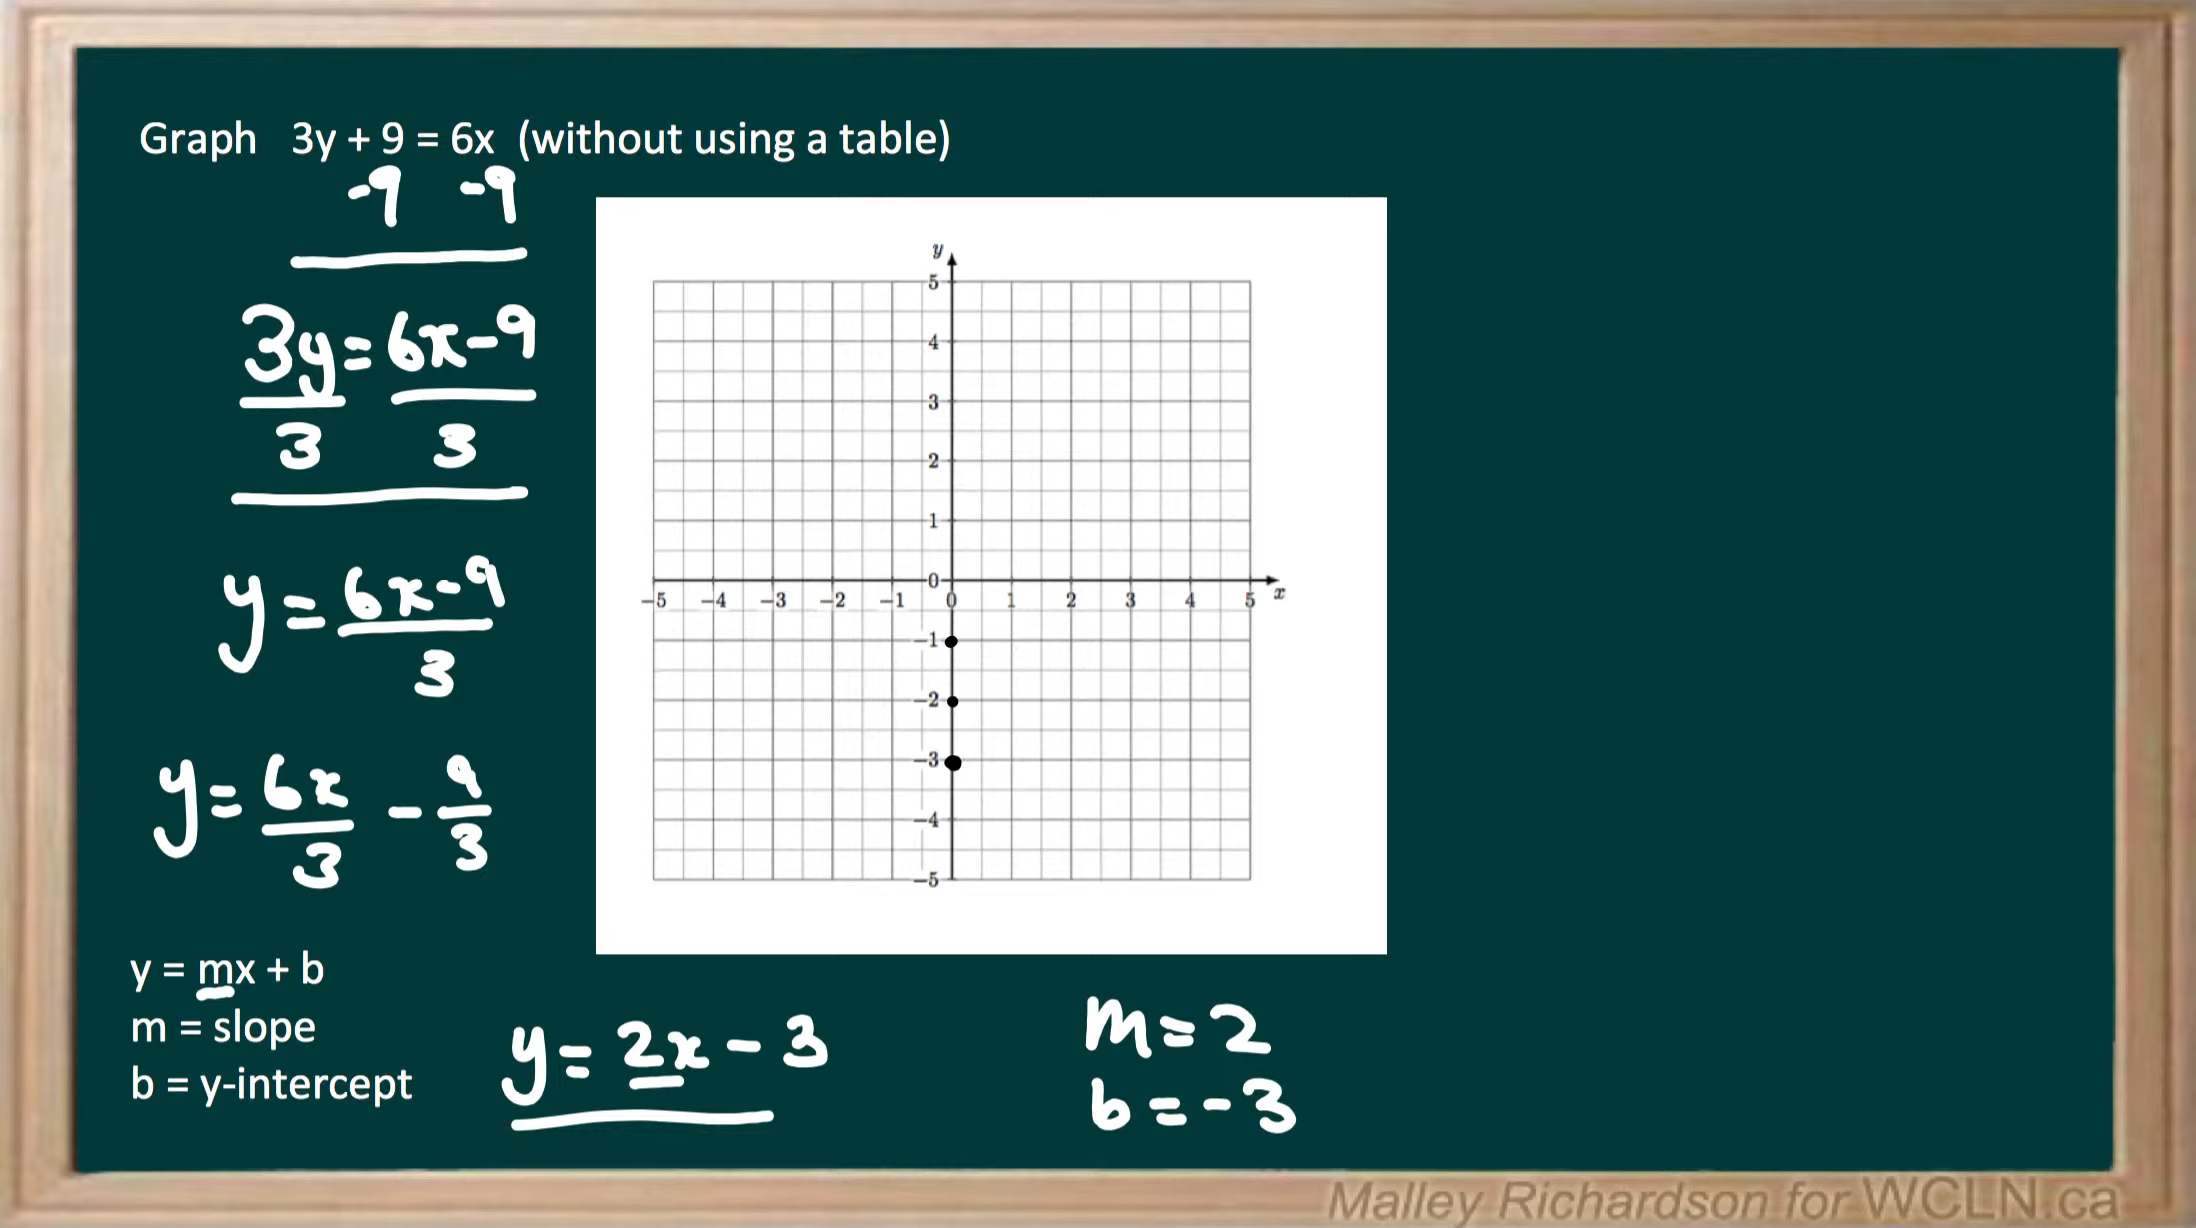 Graph 3y + 9 = 6x (without using a table)
-9 -9
3y = 6x - 9
3 3
y = 6x - 9
3
y = 6x - 9
3 3
y = mx + b
m = slope
b = y-intercept
y = 2x - 3
m = 2
b = -3
y
5
4
3
2
1
0
-5 -4 -3 -2 -1 0 1 2 3 4 5 x
-1
-2
-3
-4
-5
Malley Richardson for WCLN.ca